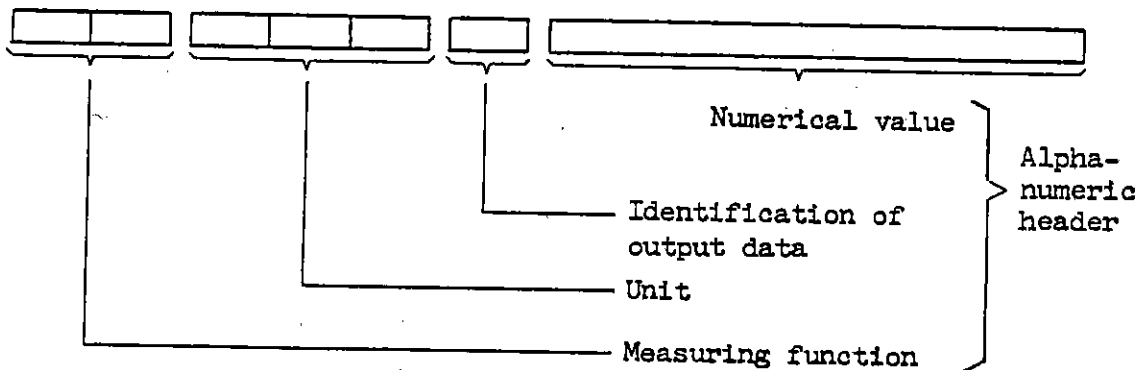 Numerical value
Identification of
output data
Unit
Measuring function
Alpha-
numeric
header